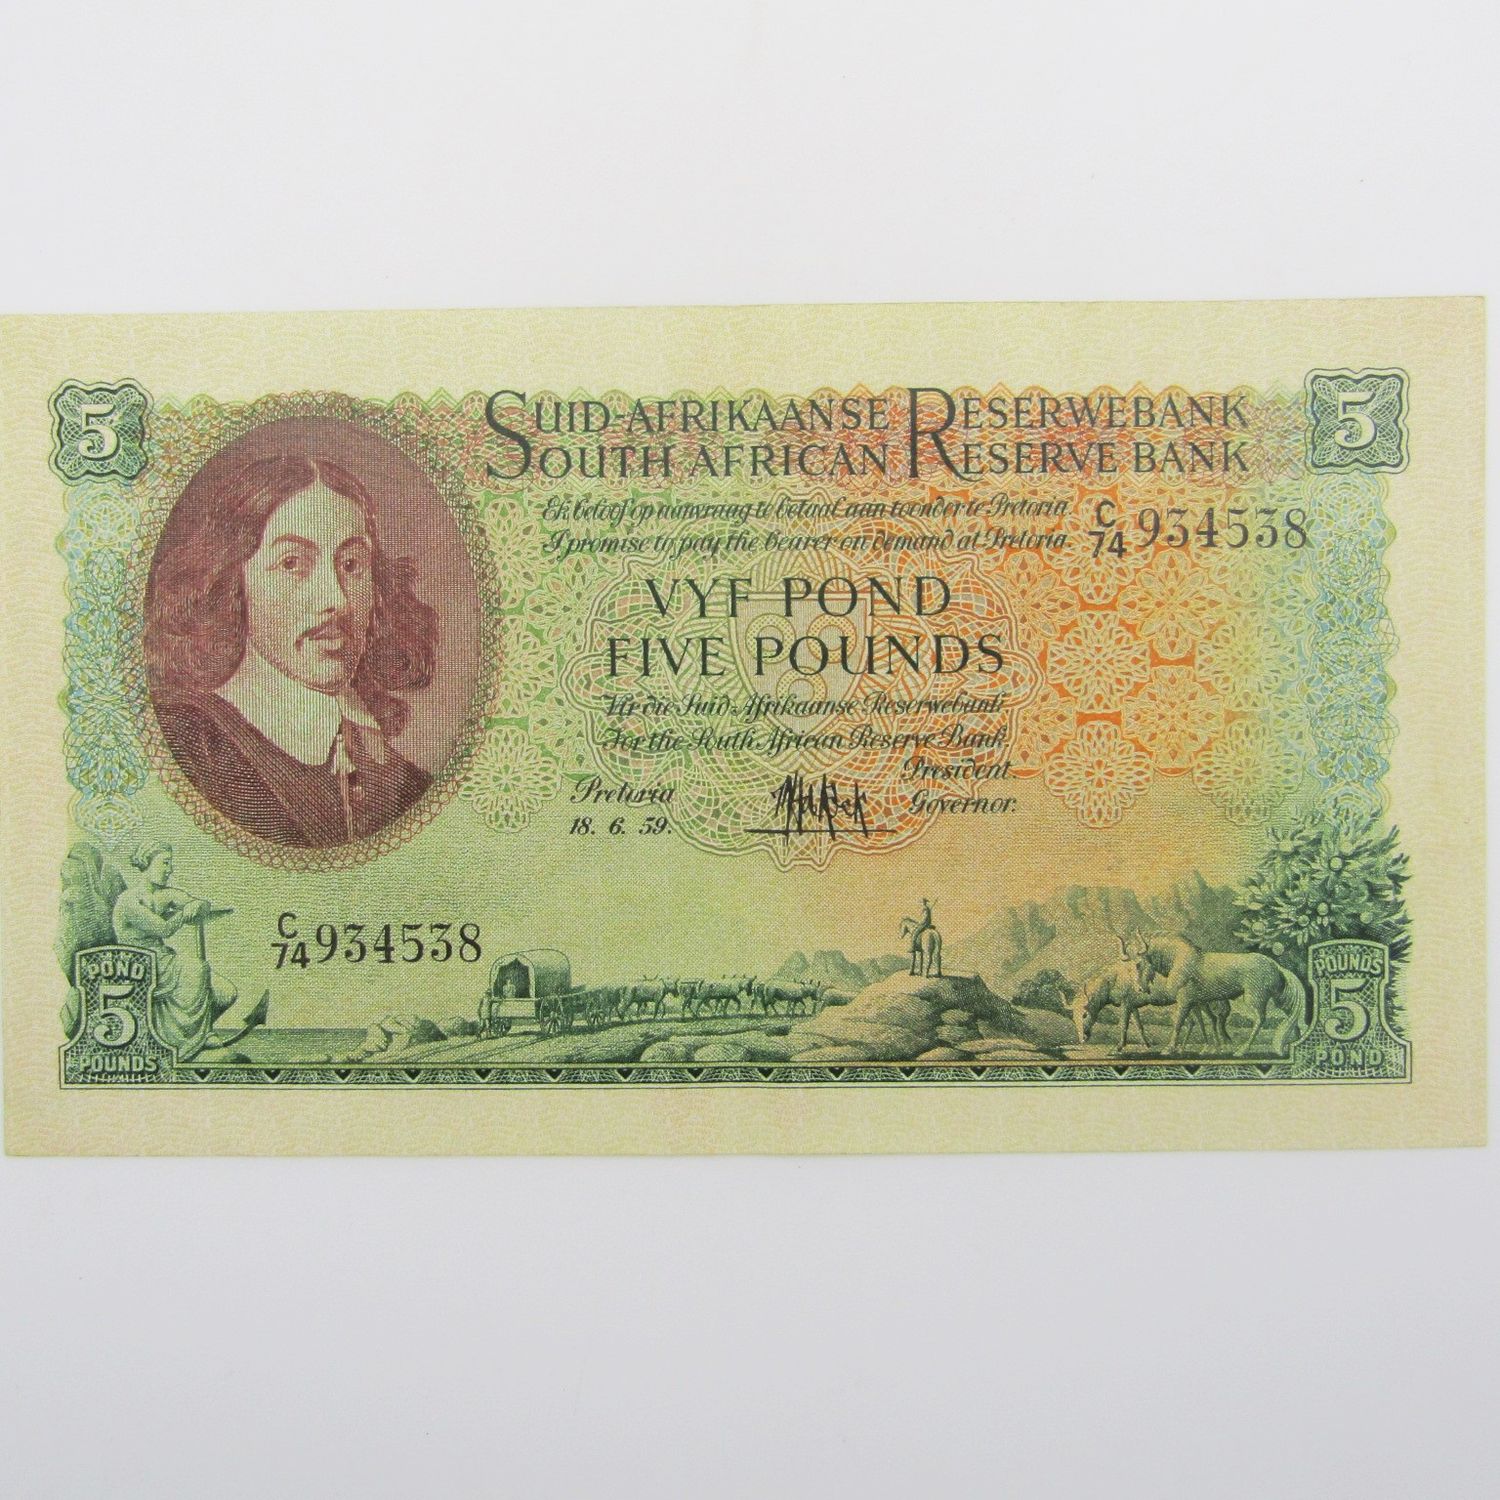 5
5
SUID-AFRIKAANSE RESERWEBANK
SOUTH AFRICAN RESERVE BANK
Ek beloof op aanvraag te betaal aan toonder te Pretoria
I promise to pay the bearer on demand at Pretoria
C/74 934538
VYF POND
FIVE POUNDS
Vir die Suid-Afrikaanse Reserwebank
For the South African Reserve Bank
President.
Pretoria
Governor.
18. 6. 59.
C/74 934538
POND
5
POUNDS
POUNDS
5
POND